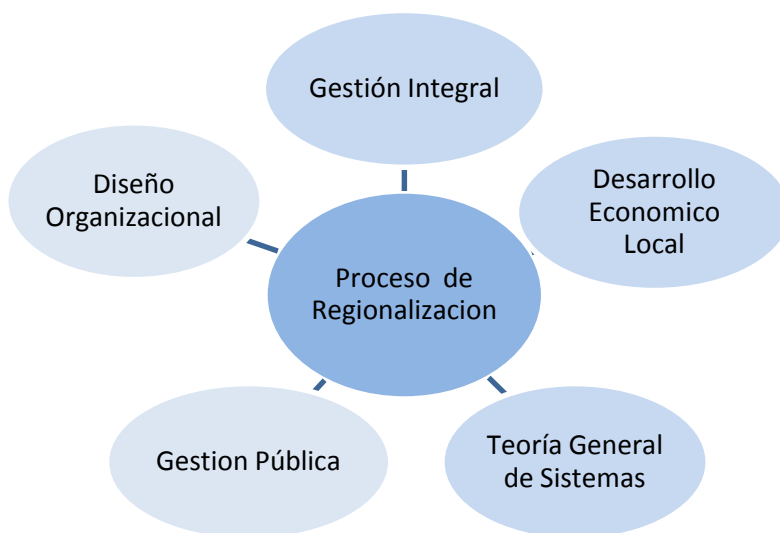 Gestión Integral
Diseño
Organizacional
Desarrollo
Economico
Local
Proceso de
Regionalizacion
Gestion Pública
Teoría General
de Sistemas